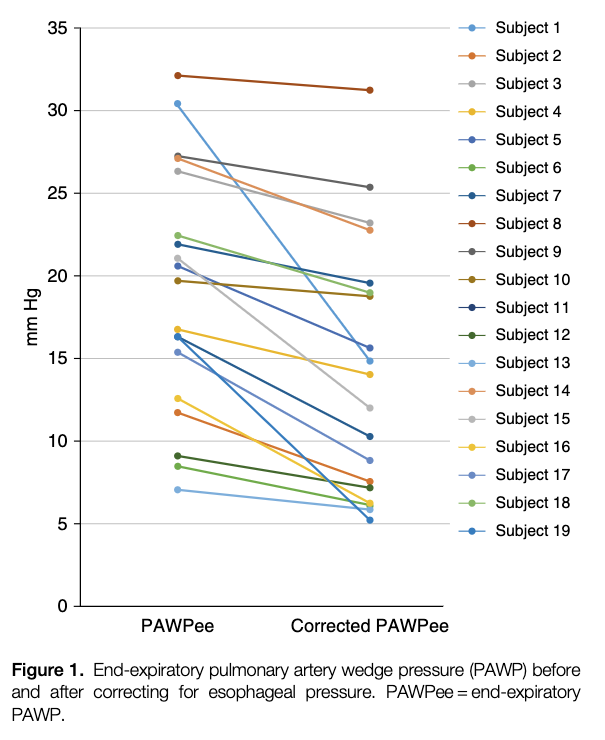 35
30
25
20
15
10
5
0
mm Hg
PAWPee
Corrected PAWPee
Subject 1
Subject 2
Subject 3
Subject 4
Subject 5
Subject 6
Subject 7
Subject 8
Subject 9
Subject 10
Subject 11
Subject 12
Subject 13
Subject 14
Subject 15
Subject 16
Subject 17
Subject 18
Subject 19
Figure 1. End-expiratory pulmonary artery wedge pressure (PAWP) before
and after correcting for esophageal pressure. PAWPee = end-expiratory
PAWP.